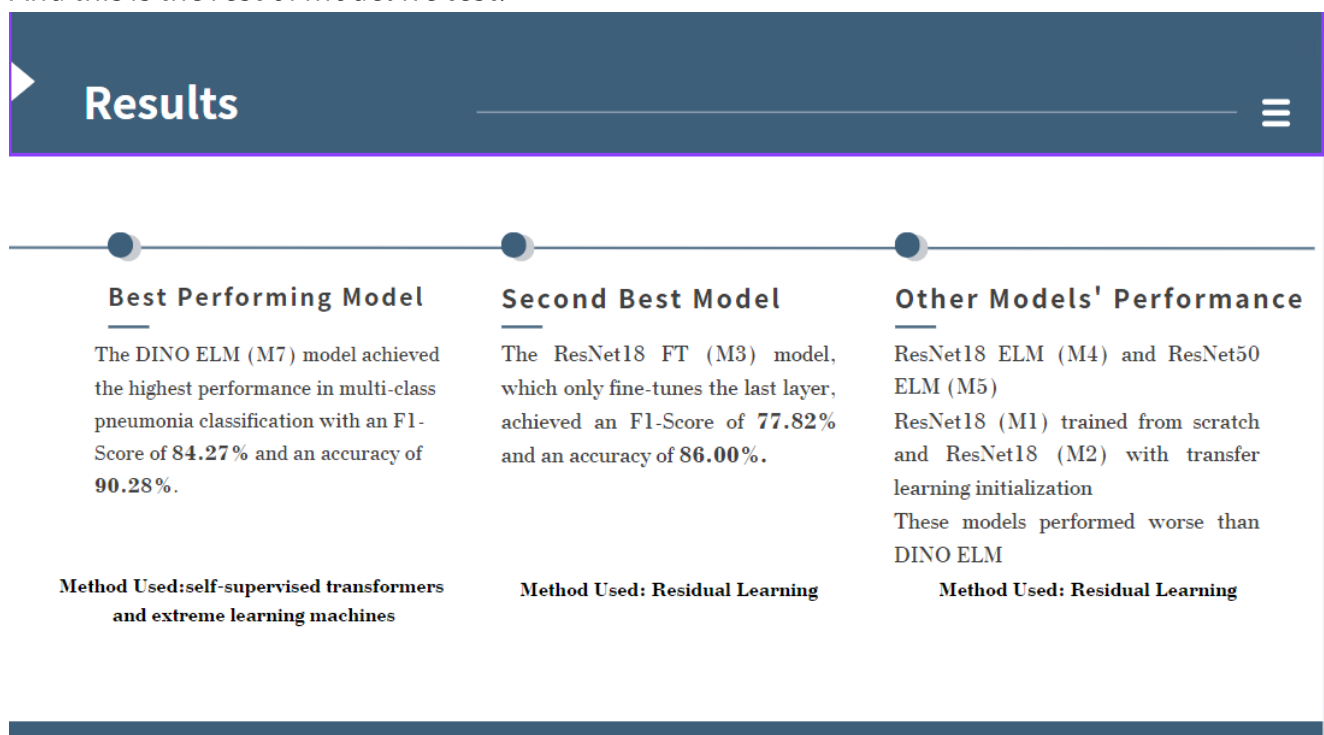 Results
Best Performing Model
The DINO ELM (M7) model achieved
the highest performance in multi-class
pneumonia classification with an F1-
Score of 84.27% and an accuracy of
90.28%.
Method Used:self-supervised transformers
and extreme learning machines
Second Best Model
The ResNet18 FT (M3) model,
which only fine-tunes the last layer,
achieved an F1-Score of 77.82%
and an accuracy of 86.00%.
Method Used: Residual Learning
Other Models' Performance
ResNet18 ELM (M4) and ResNet50
ELM (M5)
ResNet18 (M1) trained from scratch
and ResNet18 (M2) with transfer
learning initialization
These models performed worse than
DINO ELM
Method Used: Residual Learning